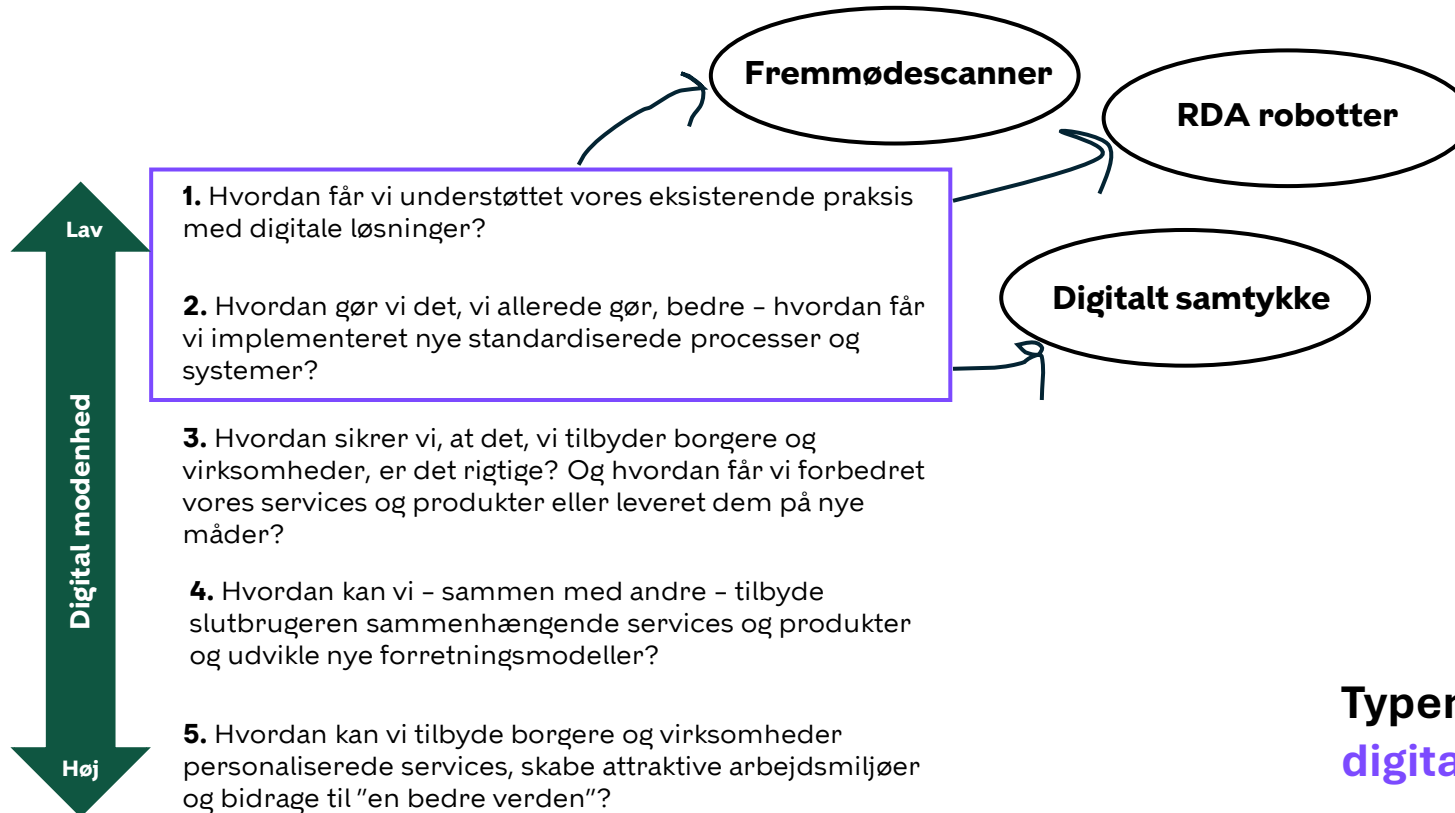 Fremmødescanner
RDA robotter
Lav
1. Hvordan får vi understøttet vores eksisterende praksis
med digitale løsninger?
2. Hvordan gør vi det, vi allerede gør, bedre – hvordan får
vi implementeret nye standardiserede processer og
systemer?
Digitalt samtykke
Digital modenhed
3. Hvordan sikrer vi, at det, vi tilbyder borgere og
virksomheder, er det rigtige? Og hvordan får vi forbedret
vores services og produkter eller leveret dem på nye
måder?
4. Hvordan kan vi – sammen med andre – tilbyde
slutbrugeren sammenhængende services og produkter
og udvikle nye forretningsmodeller?
5. Hvordan kan vi tilbyde borgere og virksomheder
personaliserede services, skabe attraktive arbejdsmiljøer
og bidrage til ”en bedre verden”?
Høj